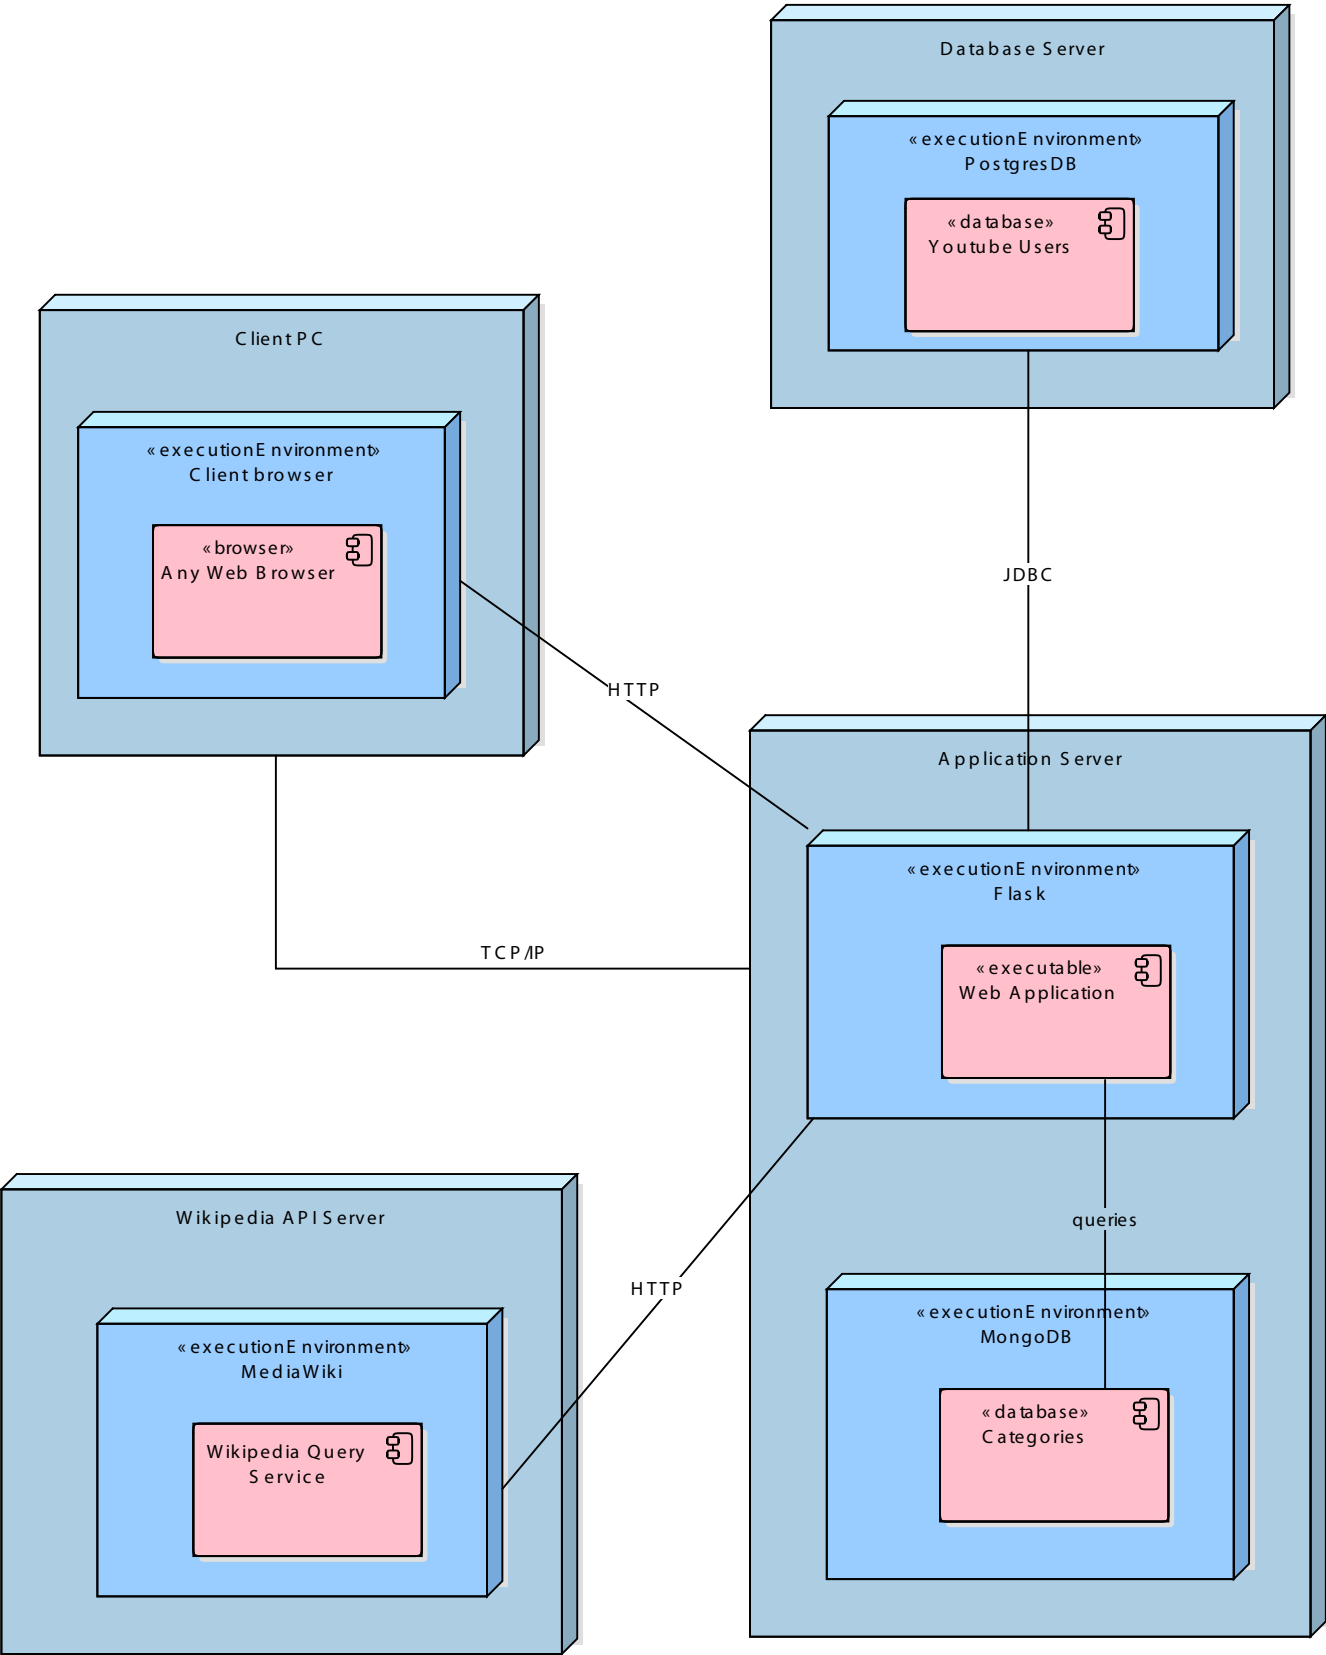 Database Server
«executionEnvironment»
PostgresDB
«database»
Youtube Users
Client PC
«executionEnvironment»
Client browser
«browser»
Any Web Browser
JDBC
HTTP
Application Server
«executionEnvironment»
Flask
TCP/IP
«executable»
Web Application
Wikipedia API Server
queries
HTTP
«executionEnvironment»
MongoDB
«executionEnvironment»
MediaWiki
«database»
Categories
Wikipedia Query
Service